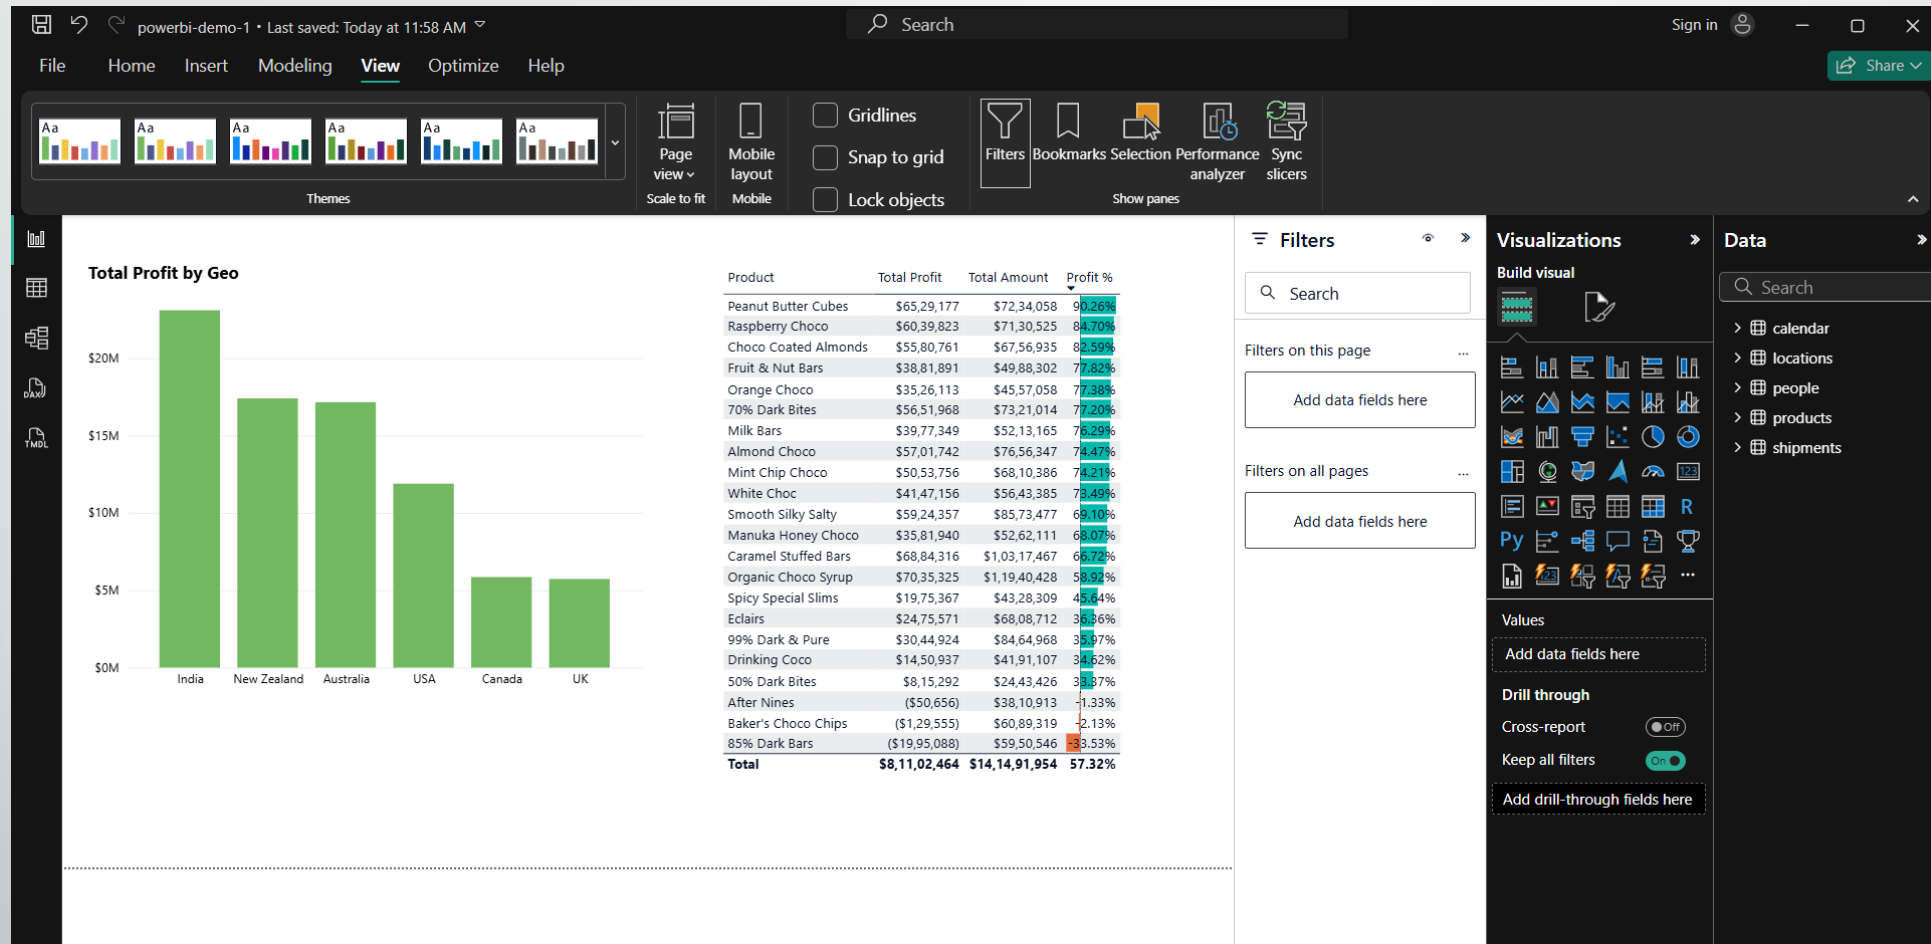 powerbi-demo-1 • Last saved: Today at 11:58 AM
Search
Sign in
File Home Insert Modeling View Optimize Help
Share
Aa Aa Aa Aa Aa Aa
Themes
Page view
Scale to fit
Mobile layout
Mobile
Gridlines
Snap to grid
Lock objects
Filters
Bookmarks
Selection
Performance analyzer
Sync slicers
Show panes
DAX
TMDL
Total Profit by Geo
$20M
$15M
$10M
$5M
$0M
India New Zealand Australia USA Canada UK
Product Total Profit Total Amount Profit %
Peanut Butter Cubes $65,29,177 $72,34,058 90.26%
Raspberry Choco $60,39,823 $71,30,525 84.70%
Choco Coated Almonds $55,80,761 $67,56,935 82.59%
Fruit & Nut Bars $38,81,891 $49,88,302 77.82%
Orange Choco $35,26,113 $45,57,058 77.38%
70% Dark Bites $56,51,968 $73,21,014 77.20%
Milk Bars $39,77,349 $52,13,165 76.29%
Almond Choco $57,01,742 $76,56,347 74.47%
Mint Chip Choco $50,53,756 $68,10,386 74.21%
White Choc $41,47,156 $56,43,385 73.49%
Smooth Silky Salty $59,24,357 $85,73,477 69.10%
Manuka Honey Choco $35,81,940 $52,62,111 68.07%
Caramel Stuffed Bars $68,84,316 $1,03,17,467 66.72%
Organic Choco Syrup $70,35,325 $1,19,40,428 58.92%
Spicy Special Slims $19,75,367 $43,28,309 45.64%
Eclairs $24,75,571 $68,08,712 36.36%
99% Dark & Pure $30,44,924 $84,64,968 35.97%
Drinking Coco $14,50,937 $41,91,107 34.62%
50% Dark Bites $8,15,292 $24,43,426 33.37%
After Nines ($50,656) $38,10,913 -1.33%
Baker's Choco Chips ($1,29,555) $60,89,319 -2.13%
85% Dark Bars ($19,95,088) $59,50,546 -33.53%
Total $8,11,02,464 $14,14,91,954 57.32%
Filters
Search
Filters on this page ...
Add data fields here
Filters on all pages ...
Add data fields here
Visualizations
Build visual
123
R
Py
123
Values
Add data fields here
Drill through
Cross-report Off
Keep all filters On
Add drill-through fields here
Data
Search
calendar
locations
people
products
shipments